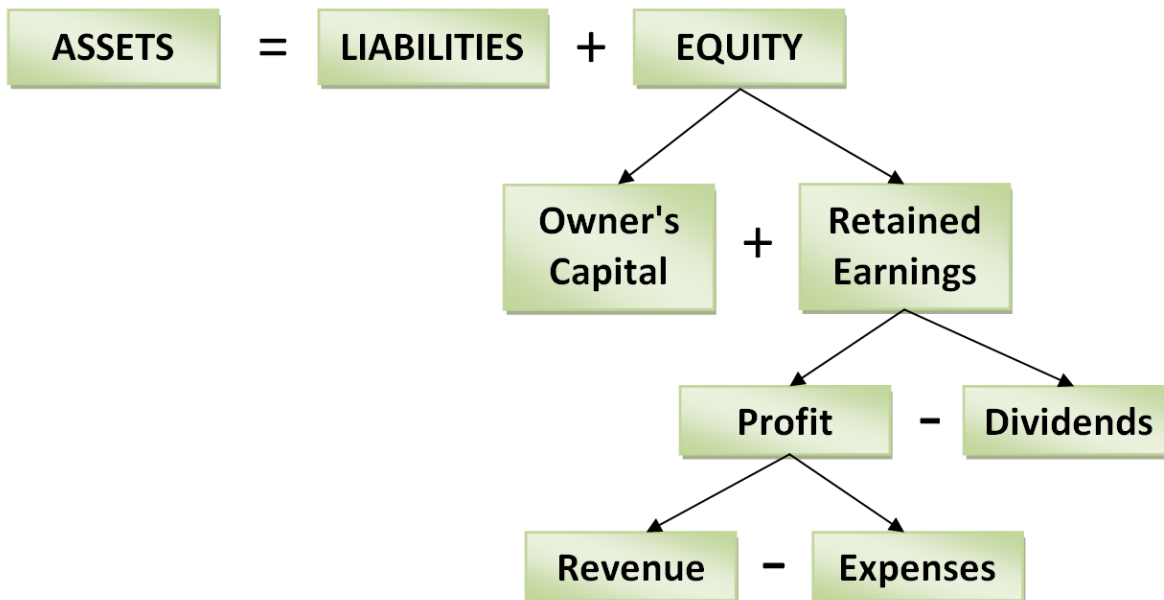 ASSETS = LIABILITIES + EQUITY
Owner's Capital + Retained Earnings
Profit - Dividends
Revenue - Expenses